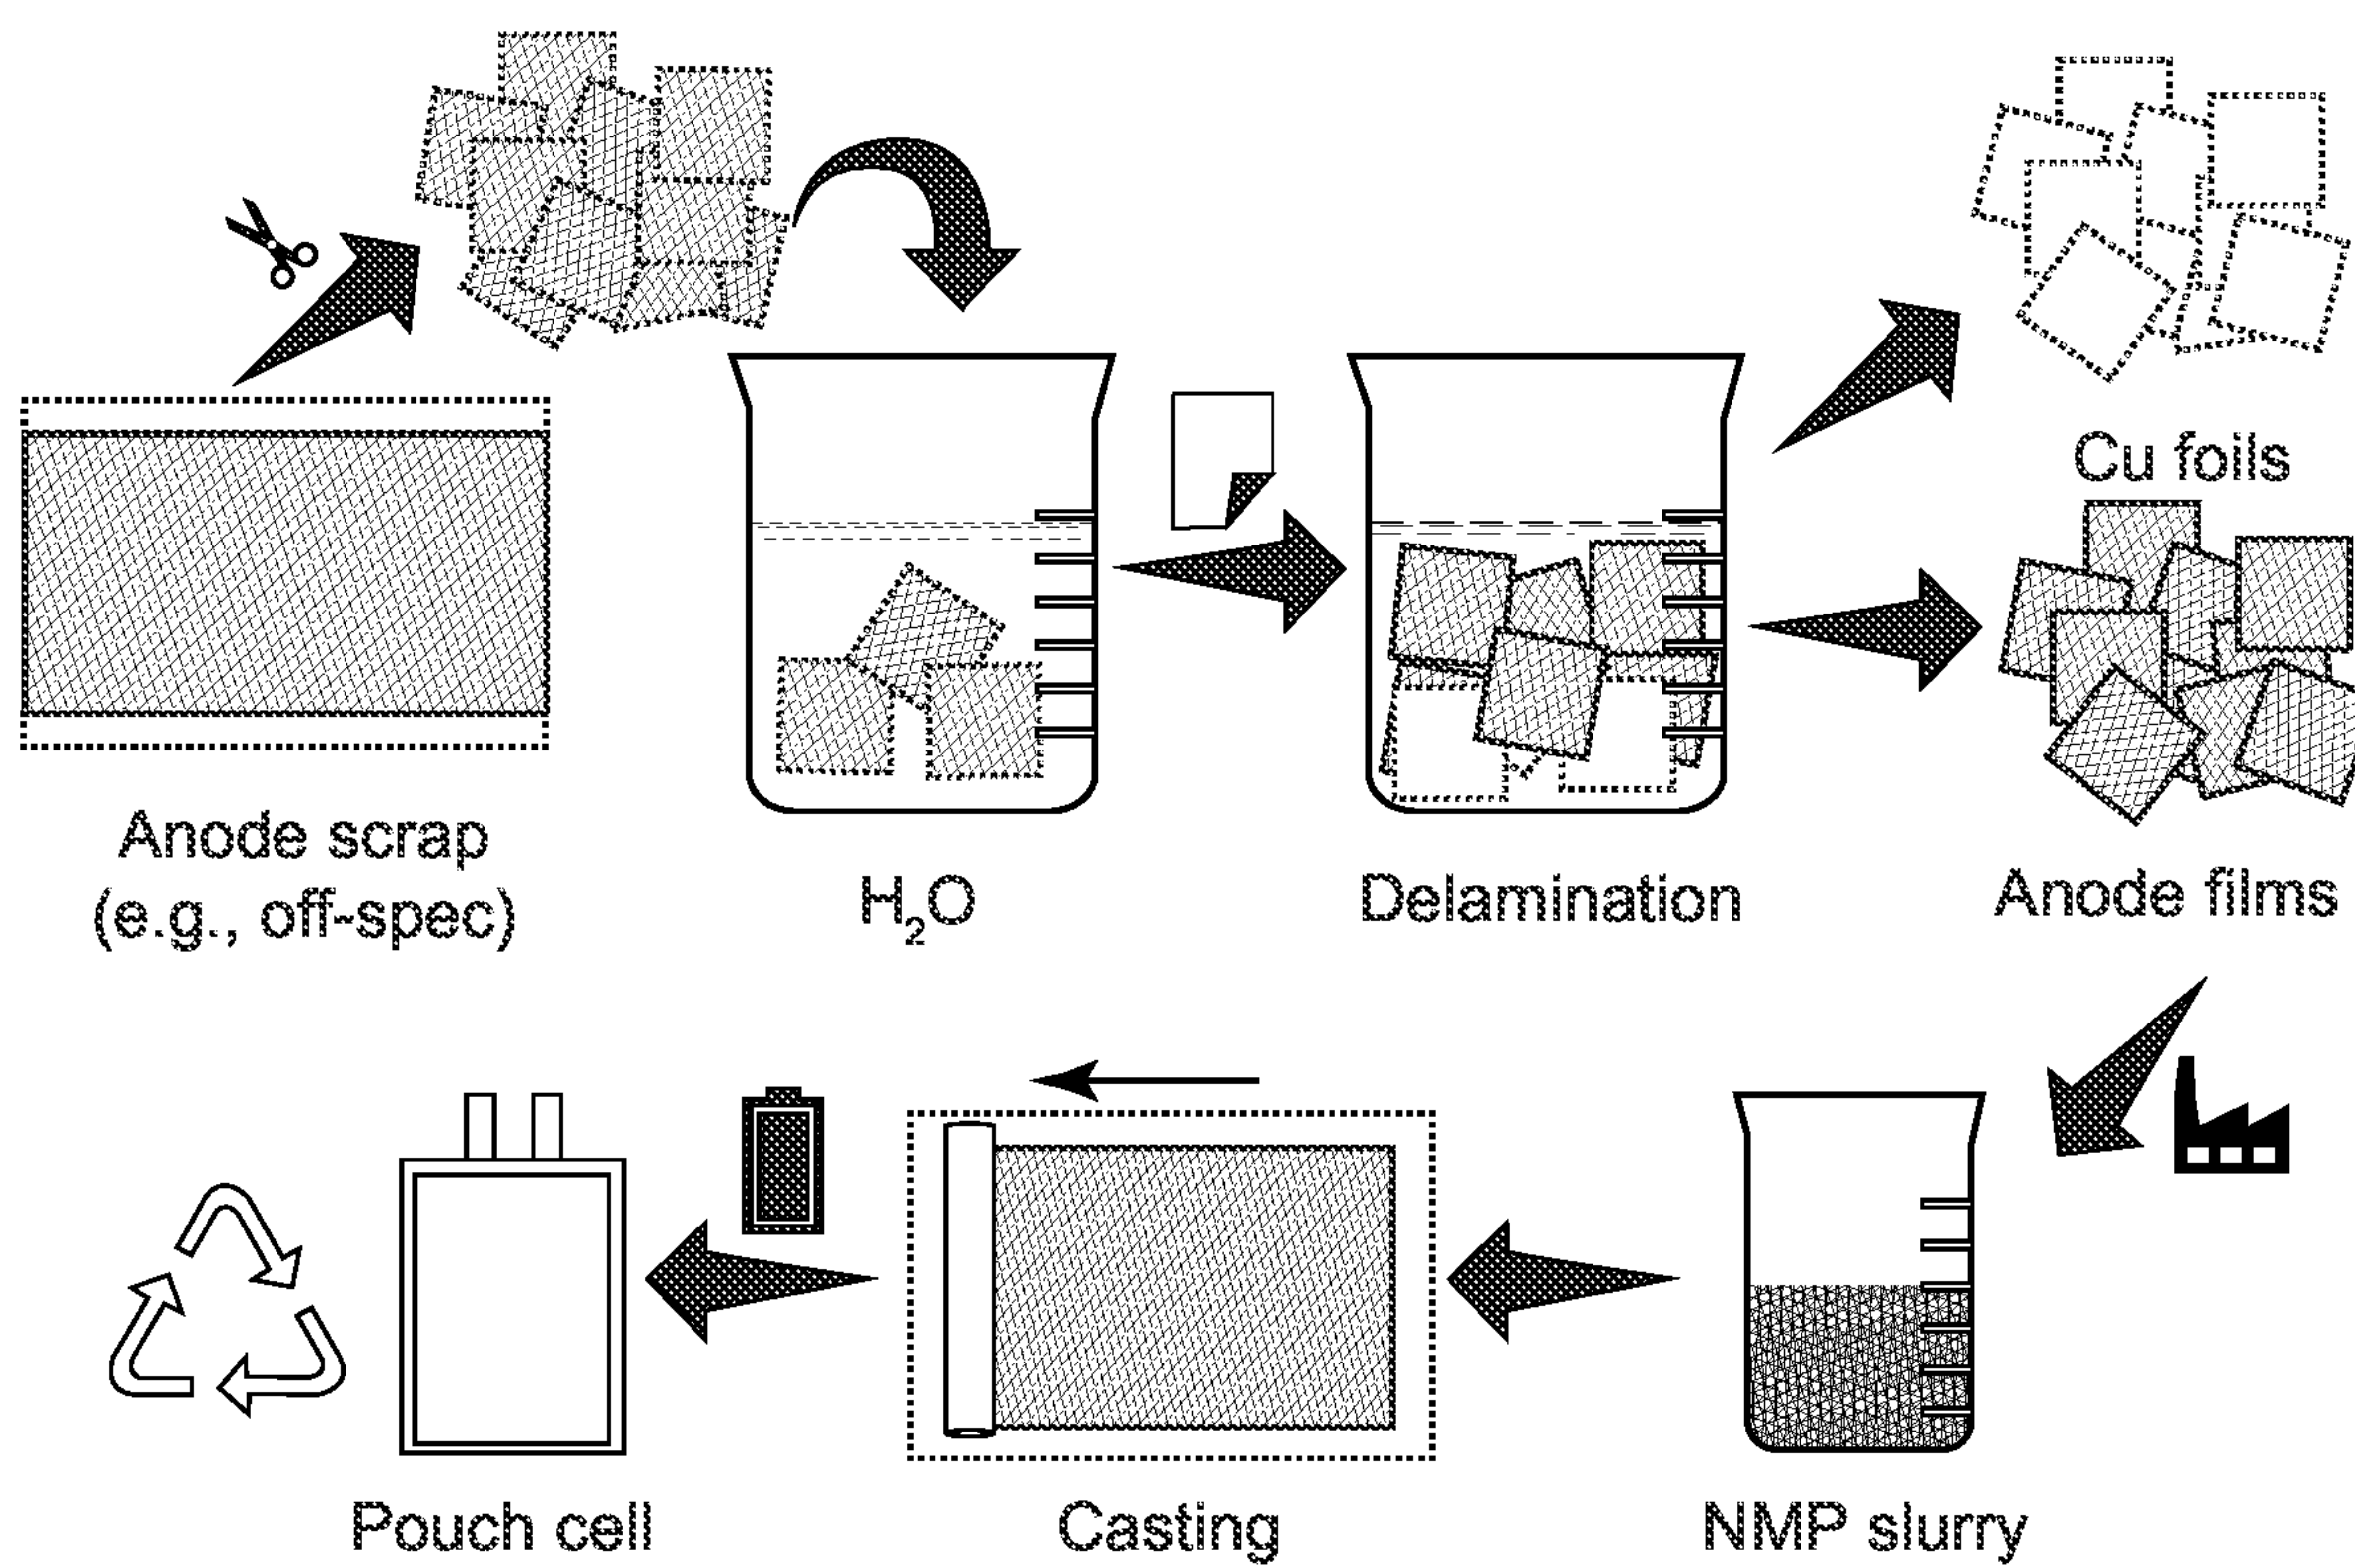 Cu foils
Anode scrap
(e.g., off-spec)
H₂O
Delamination
Anode films
Pouch cell
Casting
NMP slurry